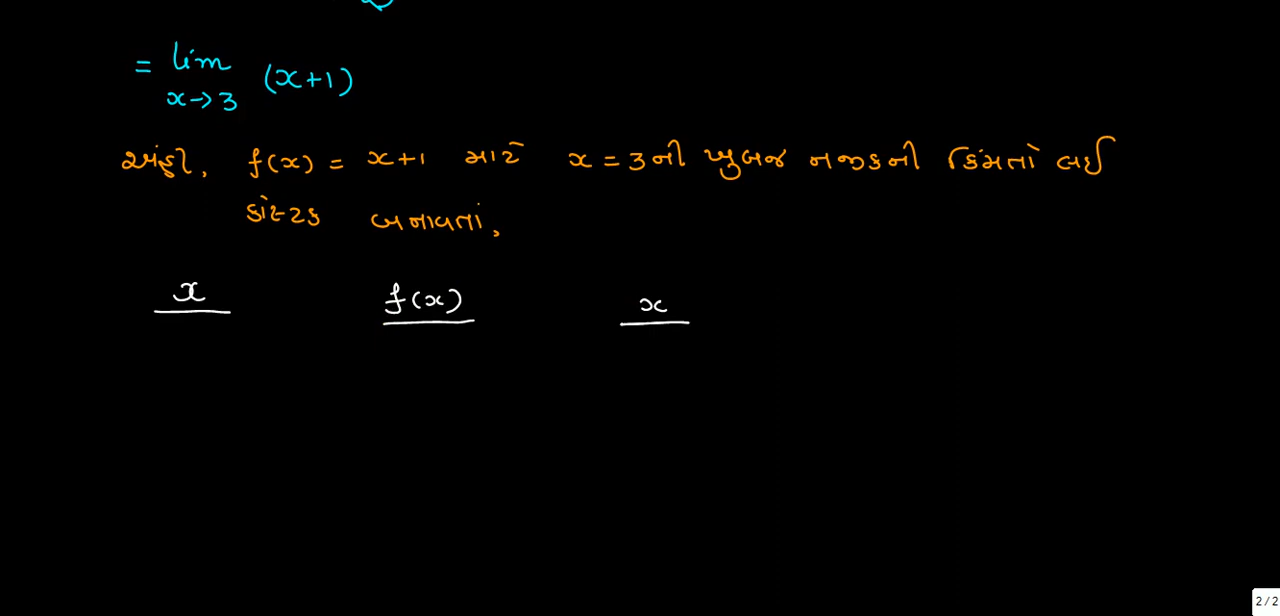 = lim (x+1)
x→3
અહીં, f(x) = x+1 માટે x = 3ની ખુબજ નજીકની કિંમતો લઈ
કોષ્ટક બનાવતાં,
x f(x) x
2/2